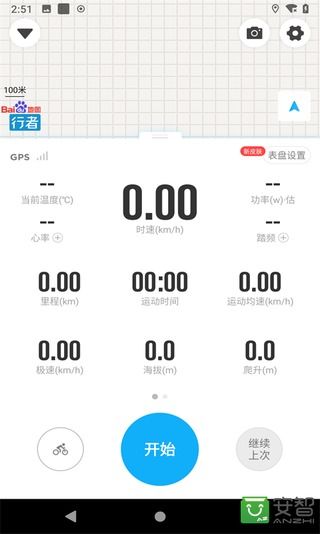 2:51
100米
Bai 地图
行者
GPS
新皮肤
表盘设置
--
0.00
--
当前温度(℃)
时速(km/h)
功率(w)·估
--
--
心率
踏频
0.00
00:00
0.00
里程(km)
运动时间
运动均速(km/h)
0.00
0.0
0.0
极速(km/h)
海拔(m)
爬升(m)
开始
继续
上次
安智
ANZHI
AZ